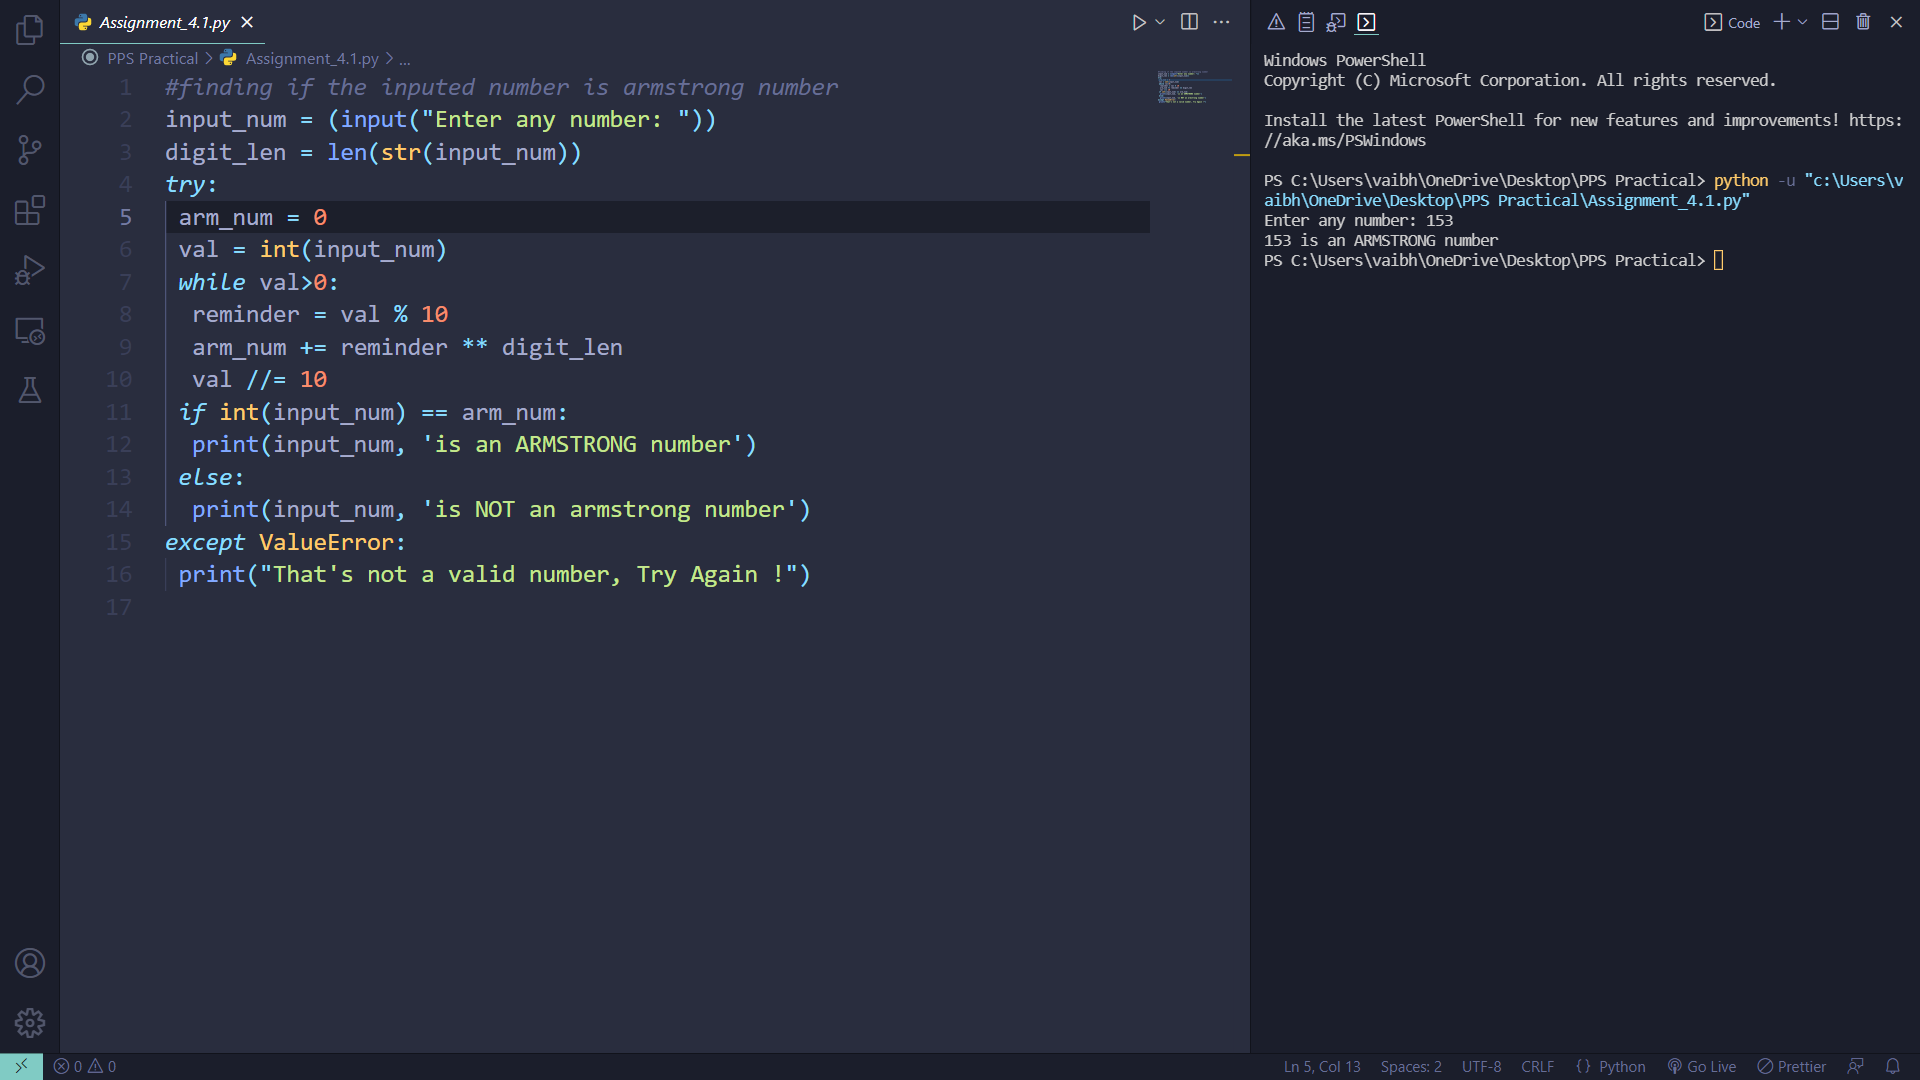 Assignment_4.1.py
PPS Practical > Assignment_4.1.py > ...
1 #finding if the inputed number is armstrong number
2 input_num = (input("Enter any number: "))
3 digit_len = len(str(input_num))
4 try:
5  arm_num = 0
6  val = int(input_num)
7  while val>0:
8   reminder = val % 10
9   arm_num += reminder ** digit_len
10   val //= 10
11  if int(input_num) == arm_num:
12   print(input_num, 'is an ARMSTRONG number')
13  else:
14   print(input_num, 'is NOT an armstrong number')
15 except ValueError:
16  print("That's not a valid number, Try Again !")
17
Code
Windows PowerShell
Copyright (C) Microsoft Corporation. All rights reserved.
Install the latest PowerShell for new features and improvements! https:
//aka.ms/PSWindows
PS C:\Users\vaibh\OneDrive\Desktop\PPS Practical> python -u "c:\Users\v
aibh\OneDrive\Desktop\PPS Practical\Assignment_4.1.py"
Enter any number: 153
153 is an ARMSTRONG number
PS C:\Users\vaibh\OneDrive\Desktop\PPS Practical>
0 0 Ln 5, Col 13 Spaces: 2 UTF-8 CRLF {} Python Go Live Prettier